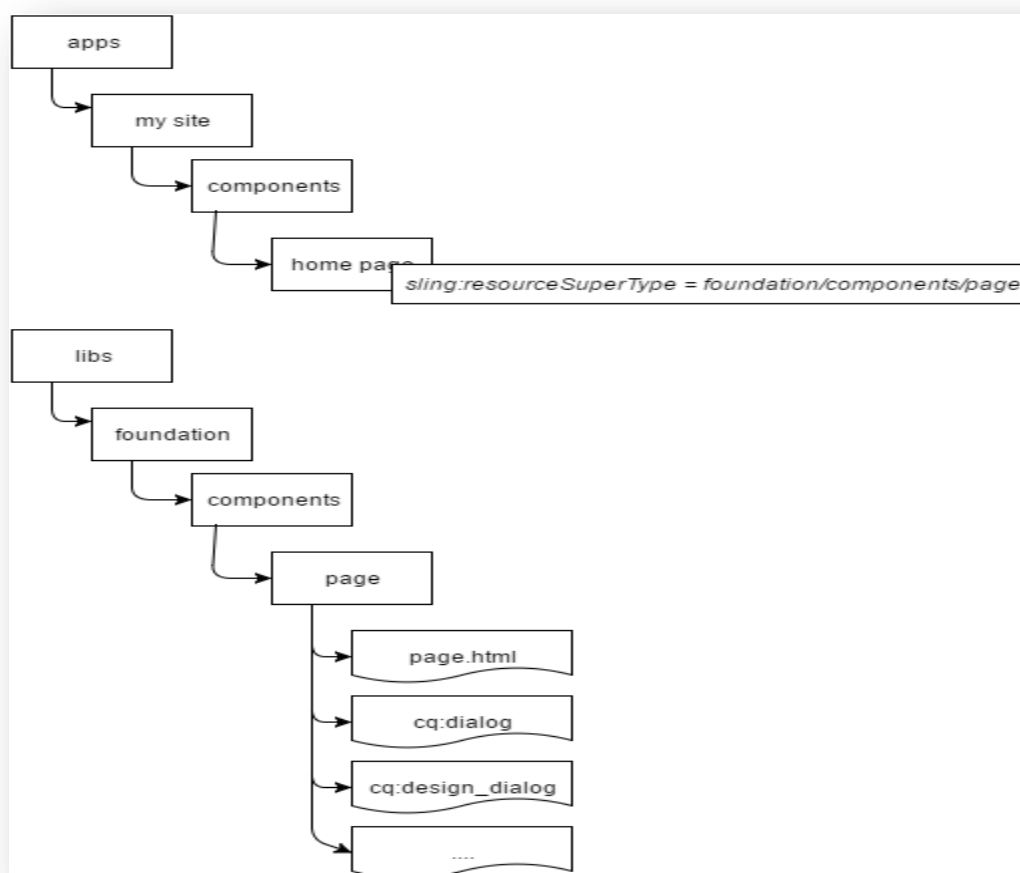 apps
my site
components
home page
sling:resourceSuperType = foundation/components/page
libs
foundation
components
page
page.html
cq:dialog
cq:design_dialog
....